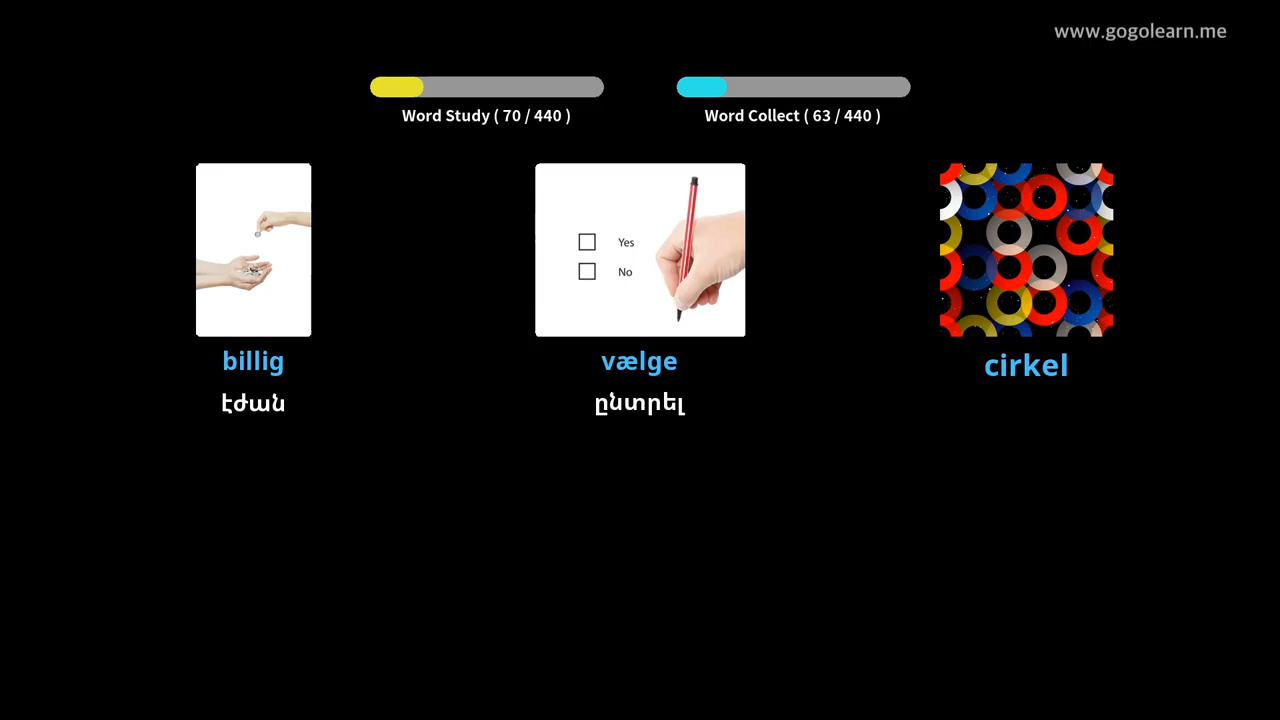 www.gogolearn.me
Word Study ( 70 / 440 )
Word Collect ( 63 / 440 )
Yes
No
billig
vælge
cirkel
էժան
ընտրել